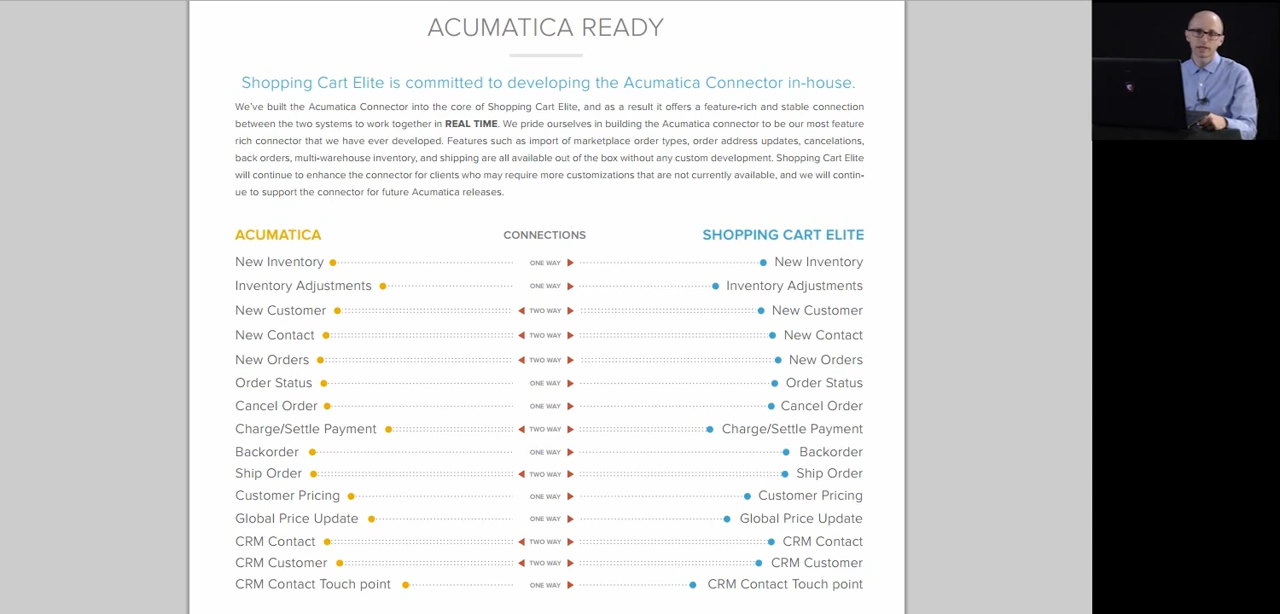 ACUMATICA READY
Shopping Cart Elite is committed to developing the Acumatica Connector in-house.
We've built the Acumatica Connector into the core of Shopping Cart Elite, and as a result it offers a feature-rich and stable connection
between the two systems to work together in REAL TIME. We pride ourselves in building the Acumatica connector to be our most feature
rich connector that we have ever developed. Features such as import of marketplace order types, order address updates, cancelations,
back orders, multi-warehouse inventory, and shipping are all available out of the box without any custom development. Shopping Cart Elite
will continue to enhance the connector for clients who may require more customizations that are not currently available, and we will contin-
ue to support the connector for future Acumatica releases.
ACUMATICA CONNECTIONS SHOPPING CART ELITE
New Inventory ONE WAY New Inventory
Inventory Adjustments ONE WAY Inventory Adjustments
New Customer TWO WAY New Customer
New Contact TWO WAY New Contact
New Orders TWO WAY New Orders
Order Status ONE WAY Order Status
Cancel Order ONE WAY Cancel Order
Charge/Settle Payment TWO WAY Charge/Settle Payment
Backorder ONE WAY Backorder
Ship Order TWO WAY Ship Order
Customer Pricing ONE WAY Customer Pricing
Global Price Update ONE WAY Global Price Update
CRM Contact TWO WAY CRM Contact
CRM Customer TWO WAY CRM Customer
CRM Contact Touch point ONE WAY CRM Contact Touch point